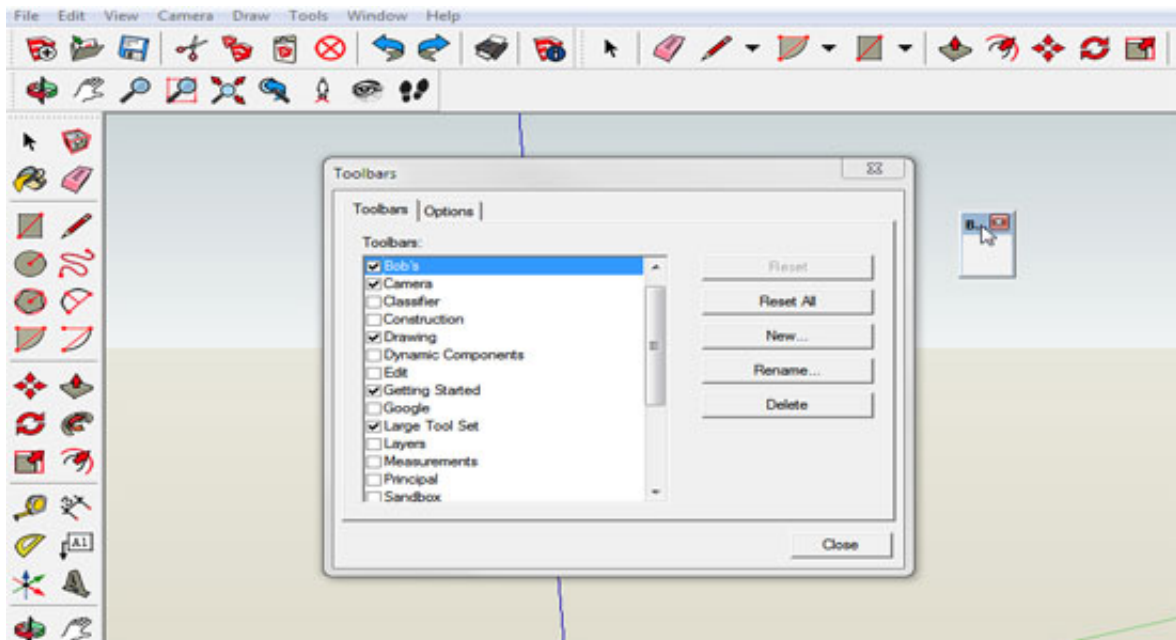 File Edit View Camera Draw Tools Window Help
Toolbars
Toolbars Options
B...
Toolbars:
Bob's
Reset
Camera
Classifier
Reset All
Construction
Drawing
New...
Dynamic Components
Edit
Rename...
Getting Started
Google
Delete
Large Tool Set
Layers
Measurements
Principal
Sandbox
Close
A1